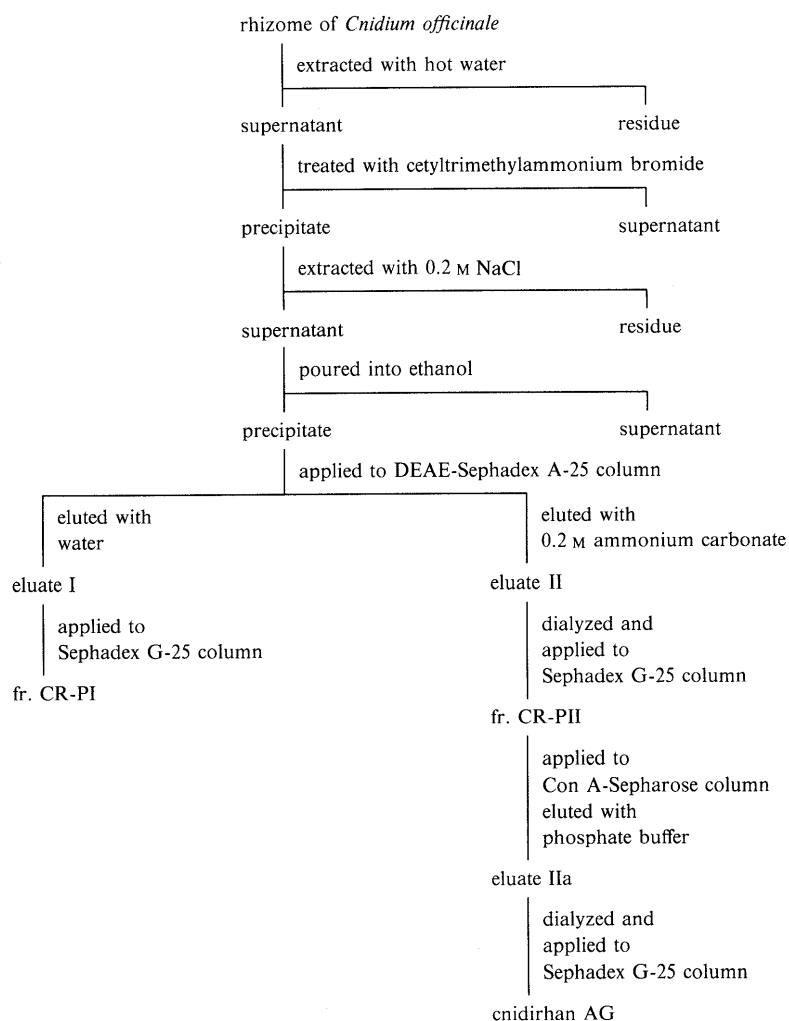 rhizome of Cnidium officinale
extracted with hot water
supernatant residue
treated with cetyltrimethylammonium bromide
precipitate supernatant
extracted with 0.2 M NaCl
supernatant residue
poured into ethanol
precipitate supernatant
applied to DEAE-Sephadex A-25 column
eluted with
water
eluted with
0.2 M ammonium carbonate
eluate I
eluate II
applied to
Sephadex G-25 column
dialyzed and
applied to
Sephadex G-25 column
fr. CR-PI
fr. CR-PII
applied to
Con A-Sepharose column
eluted with
phosphate buffer
eluate IIa
dialyzed and
applied to
Sephadex G-25 column
cnidirhan AG